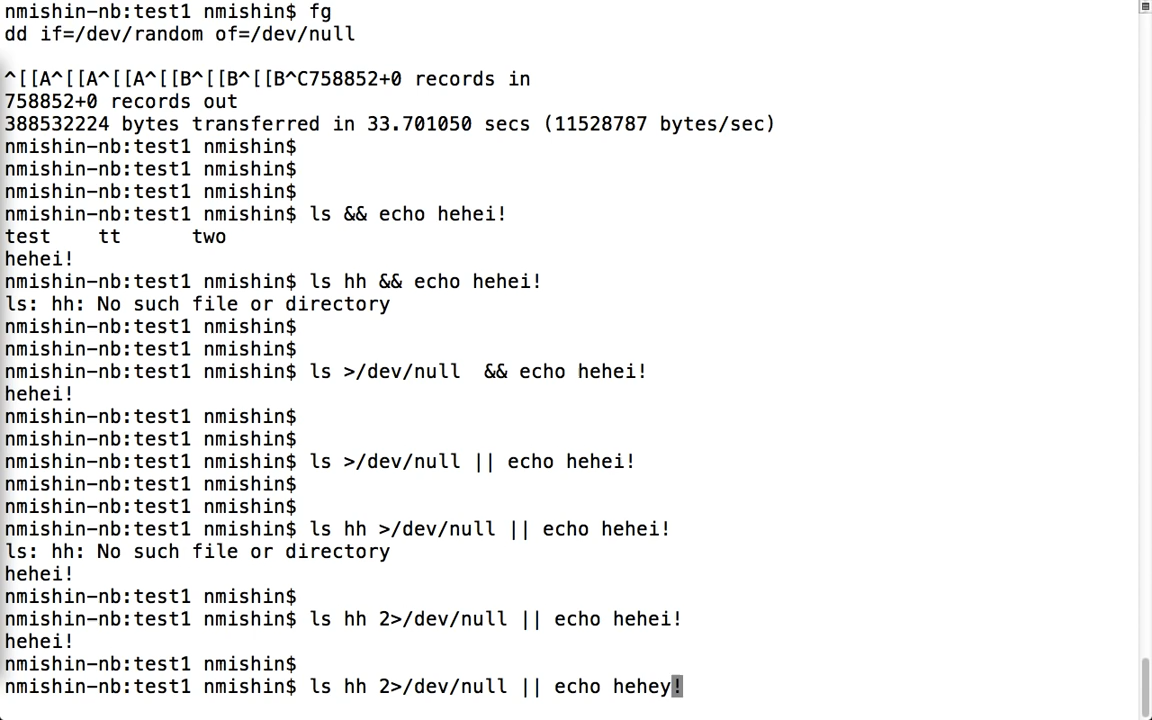 nmishin-nb:test1 nmishin$ fg
dd if=/dev/random of=/dev/null
^[[A^[[A^[[A^[[B^[[B^[[B^C758852+0 records in
758852+0 records out
388532224 bytes transferred in 33.701050 secs (11528787 bytes/sec)
nmishin-nb:test1 nmishin$
nmishin-nb:test1 nmishin$
nmishin-nb:test1 nmishin$
nmishin-nb:test1 nmishin$ ls && echo hehei!
test    tt      two
hehei!
nmishin-nb:test1 nmishin$ ls hh && echo hehei!
ls: hh: No such file or directory
nmishin-nb:test1 nmishin$
nmishin-nb:test1 nmishin$
nmishin-nb:test1 nmishin$ ls >/dev/null  && echo hehei!
hehei!
nmishin-nb:test1 nmishin$
nmishin-nb:test1 nmishin$
nmishin-nb:test1 nmishin$ ls >/dev/null || echo hehei!
nmishin-nb:test1 nmishin$
nmishin-nb:test1 nmishin$
nmishin-nb:test1 nmishin$ ls hh >/dev/null || echo hehei!
ls: hh: No such file or directory
hehei!
nmishin-nb:test1 nmishin$
nmishin-nb:test1 nmishin$ ls hh 2>/dev/null || echo hehei!
hehei!
nmishin-nb:test1 nmishin$
nmishin-nb:test1 nmishin$ ls hh 2>/dev/null || echo hehey!